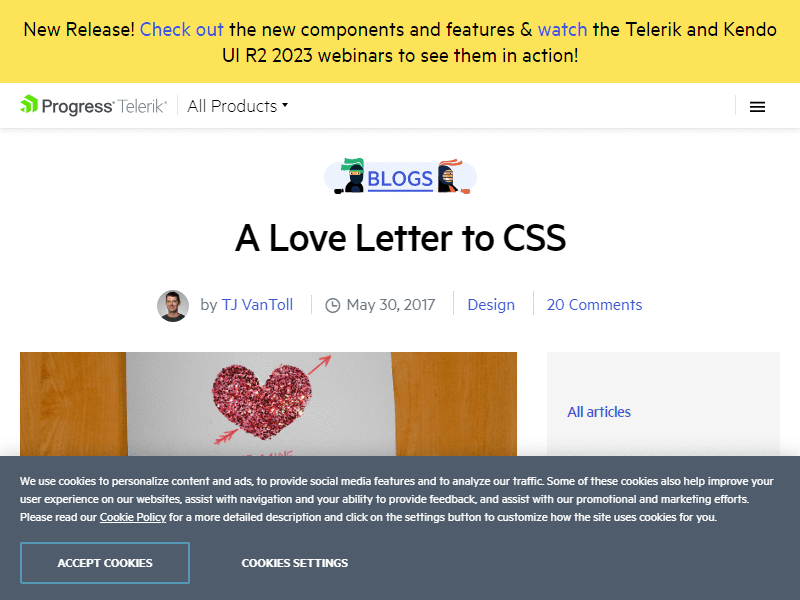 New Release! Check out the new components and features & watch the Telerik and Kendo
UI R2 2023 webinars to see them in action!
Progress Telerik All Products
BLOGS
A Love Letter to CSS
by TJ VanToll May 30, 2017 Design 20 Comments
All articles
We use cookies to personalize content and ads, to provide social media features and to analyze our traffic. Some of these cookies also help improve your
user experience on our websites, assist with navigation and your ability to provide feedback, and assist with our promotional and marketing efforts.
Please read our Cookie Policy for a more detailed description and click on the settings button to customize how the site uses cookies for you.
ACCEPT COOKIES COOKIES SETTINGS